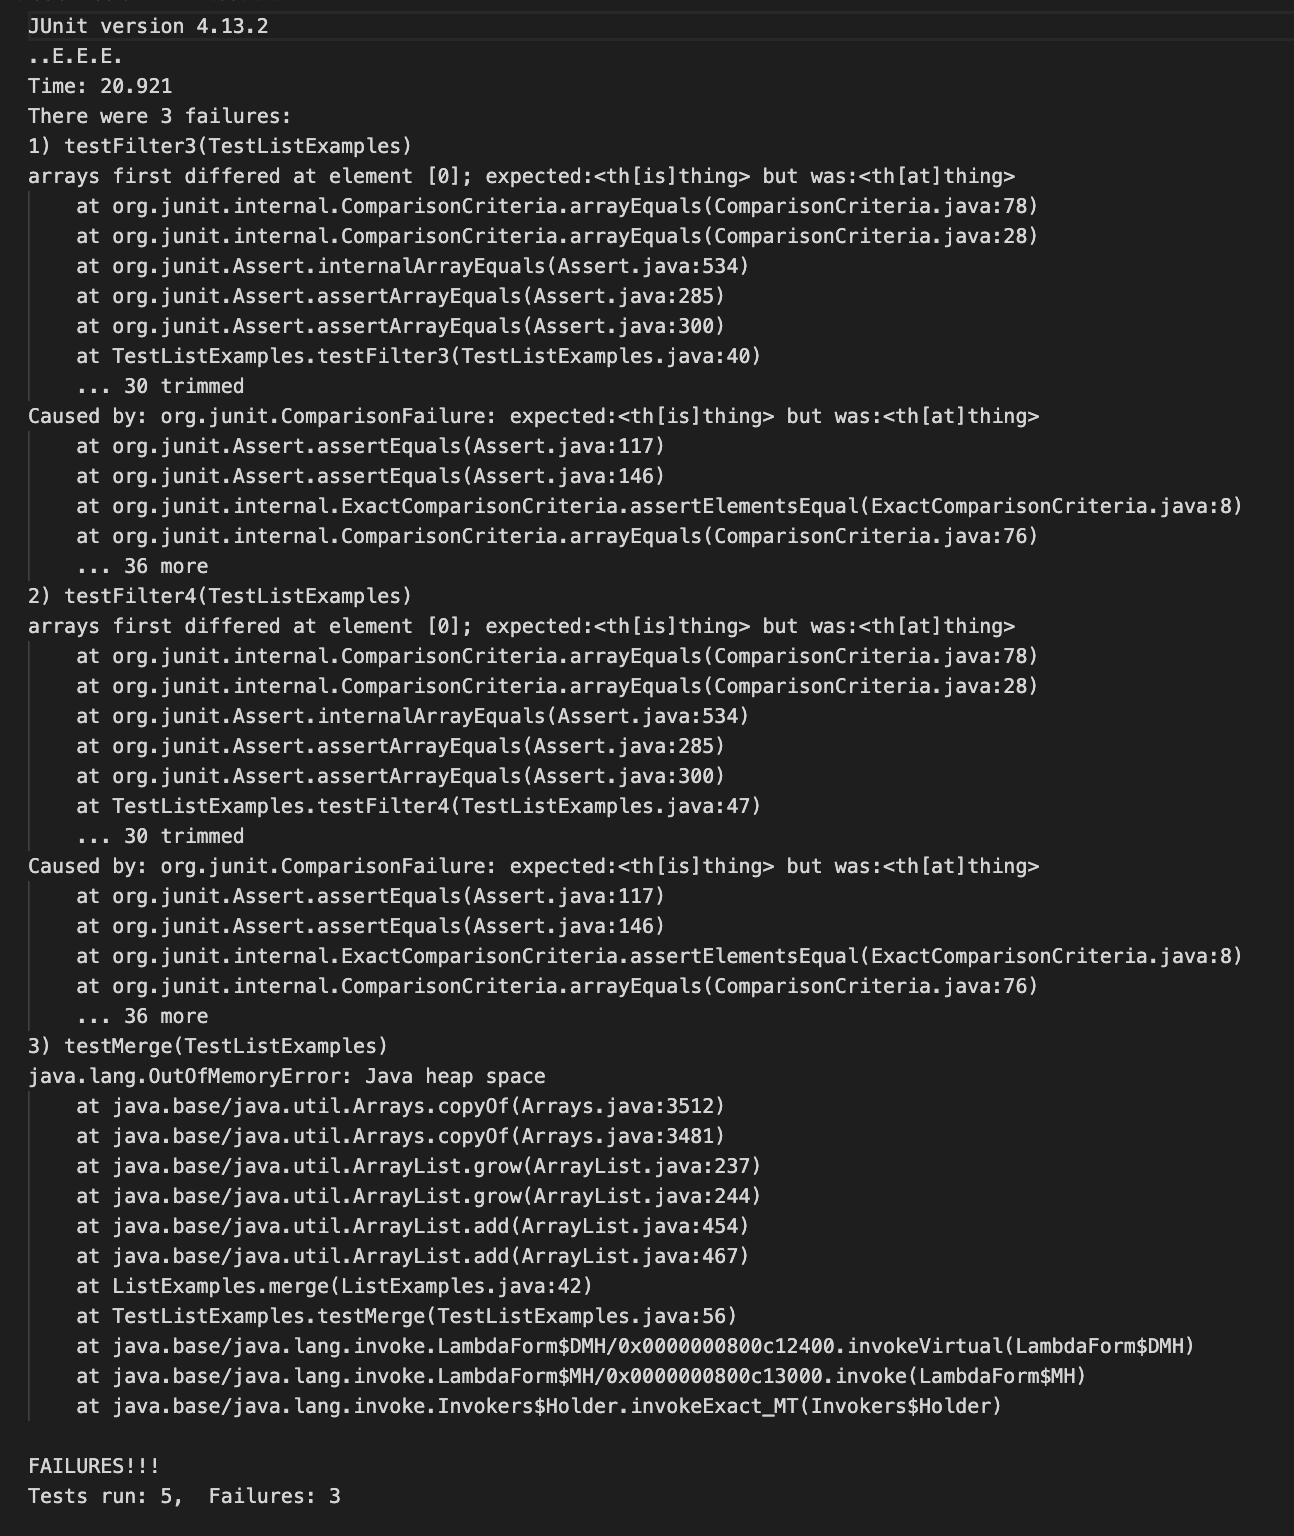 JUnit version 4.13.2
..E.E.E.
Time: 20.921
There were 3 failures:
1) testFilter3(TestListExamples)
arrays first differed at element [0]; expected:<th[is]thing> but was:<th[at]thing>
    at org.junit.internal.ComparisonCriteria.arrayEquals(ComparisonCriteria.java:78)
    at org.junit.internal.ComparisonCriteria.arrayEquals(ComparisonCriteria.java:28)
    at org.junit.Assert.internalArrayEquals(Assert.java:534)
    at org.junit.Assert.assertArrayEquals(Assert.java:285)
    at org.junit.Assert.assertArrayEquals(Assert.java:300)
    at TestListExamples.testFilter3(TestListExamples.java:40)
    ... 30 trimmed
Caused by: org.junit.ComparisonFailure: expected:<th[is]thing> but was:<th[at]thing>
    at org.junit.Assert.assertEquals(Assert.java:117)
    at org.junit.Assert.assertEquals(Assert.java:146)
    at org.junit.internal.ExactComparisonCriteria.assertElementsEqual(ExactComparisonCriteria.java:8)
    at org.junit.internal.ComparisonCriteria.arrayEquals(ComparisonCriteria.java:76)
    ... 36 more
2) testFilter4(TestListExamples)
arrays first differed at element [0]; expected:<th[is]thing> but was:<th[at]thing>
    at org.junit.internal.ComparisonCriteria.arrayEquals(ComparisonCriteria.java:78)
    at org.junit.internal.ComparisonCriteria.arrayEquals(ComparisonCriteria.java:28)
    at org.junit.Assert.internalArrayEquals(Assert.java:534)
    at org.junit.Assert.assertArrayEquals(Assert.java:285)
    at org.junit.Assert.assertArrayEquals(Assert.java:300)
    at TestListExamples.testFilter4(TestListExamples.java:47)
    ... 30 trimmed
Caused by: org.junit.ComparisonFailure: expected:<th[is]thing> but was:<th[at]thing>
    at org.junit.Assert.assertEquals(Assert.java:117)
    at org.junit.Assert.assertEquals(Assert.java:146)
    at org.junit.internal.ExactComparisonCriteria.assertElementsEqual(ExactComparisonCriteria.java:8)
    at org.junit.internal.ComparisonCriteria.arrayEquals(ComparisonCriteria.java:76)
    ... 36 more
3) testMerge(TestListExamples)
java.lang.OutOfMemoryError: Java heap space
    at java.base/java.util.Arrays.copyOf(Arrays.java:3512)
    at java.base/java.util.Arrays.copyOf(Arrays.java:3481)
    at java.base/java.util.ArrayList.grow(ArrayList.java:237)
    at java.base/java.util.ArrayList.grow(ArrayList.java:244)
    at java.base/java.util.ArrayList.add(ArrayList.java:454)
    at java.base/java.util.ArrayList.add(ArrayList.java:467)
    at ListExamples.merge(ListExamples.java:42)
    at TestListExamples.testMerge(TestListExamples.java:56)
    at java.base/java.lang.invoke.LambdaForm$DMH/0x0000000800c12400.invokeVirtual(LambdaForm$DMH)
    at java.base/java.lang.invoke.LambdaForm$MH/0x0000000800c13000.invoke(LambdaForm$MH)
    at java.base/java.lang.invoke.Invokers$Holder.invokeExact_MT(Invokers$Holder)
FAILURES!!!
Tests run: 5,  Failures: 3